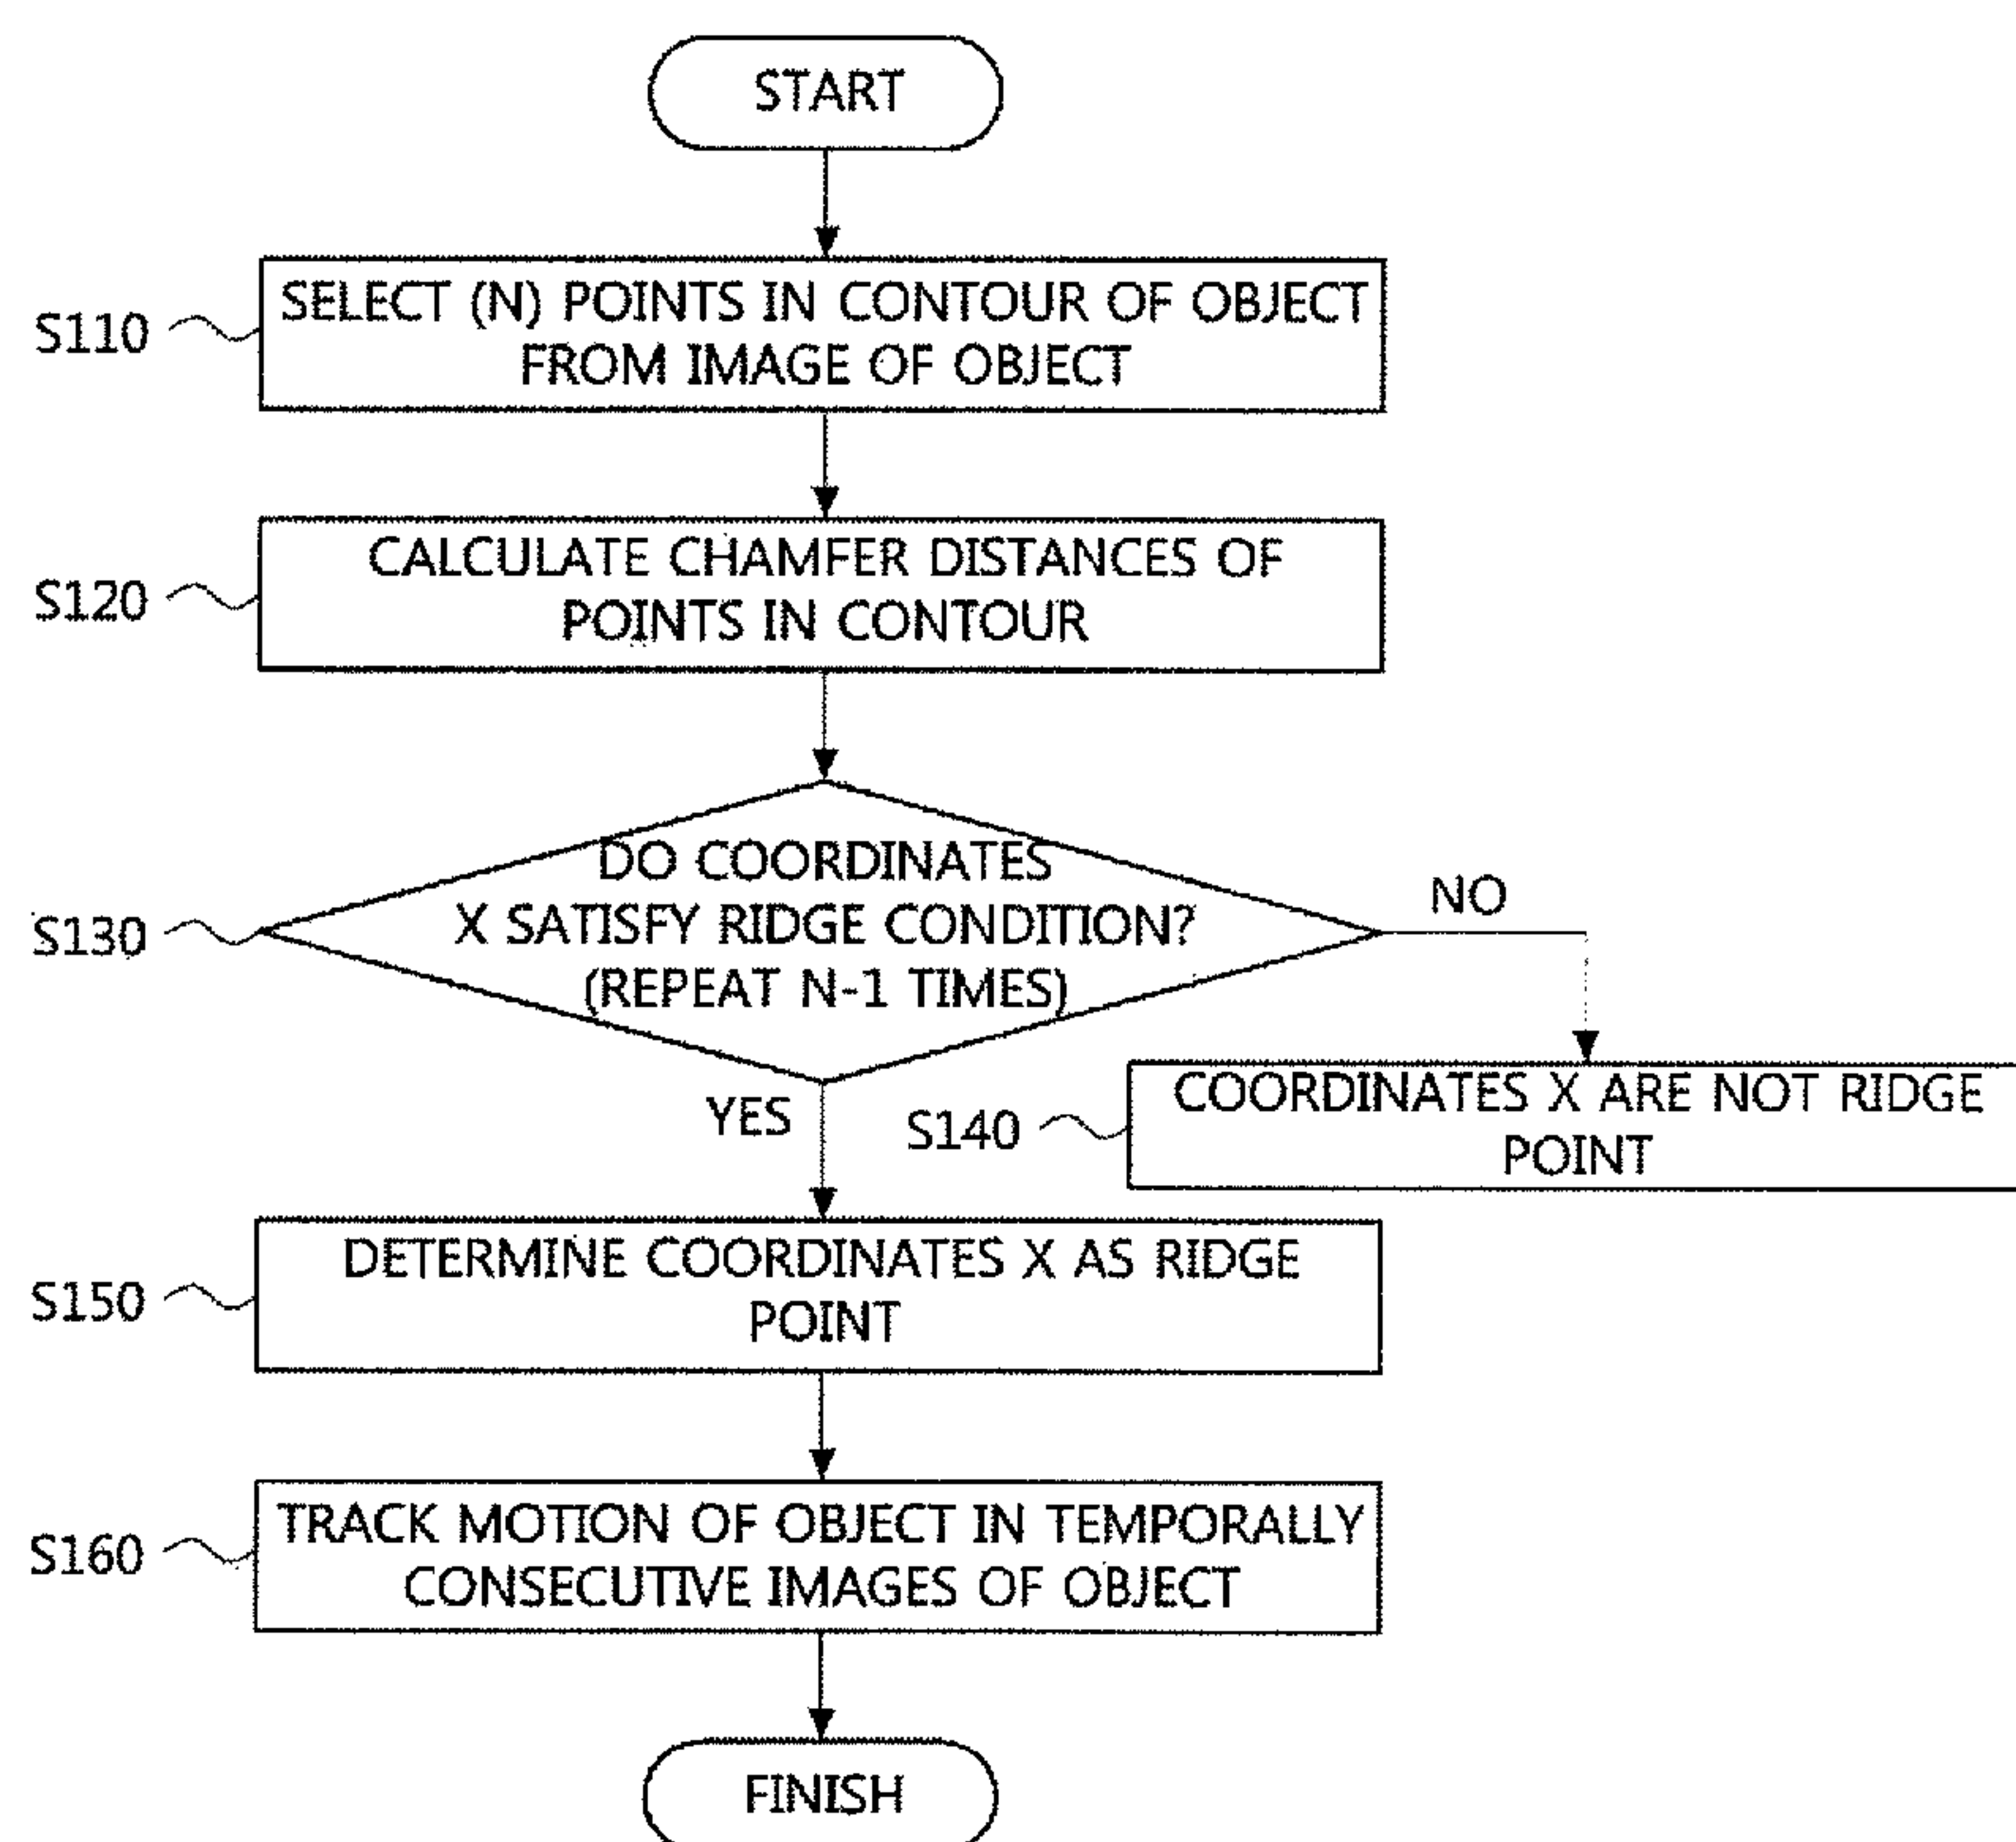 START
S110
SELECT (N) POINTS IN CONTOUR OF OBJECT
FROM IMAGE OF OBJECT
S120
CALCULATE CHAMFER DISTANCES OF
POINTS IN CONTOUR
S130
DO COORDINATES
X SATISFY RIDGE CONDITION?
(REPEAT N-1 TIMES)
NO
YES
S140
COORDINATES X ARE NOT RIDGE
POINT
S150
DETERMINE COORDINATES X AS RIDGE
POINT
S160
TRACK MOTION OF OBJECT IN TEMPORALLY
CONSECUTIVE IMAGES OF OBJECT
FINISH